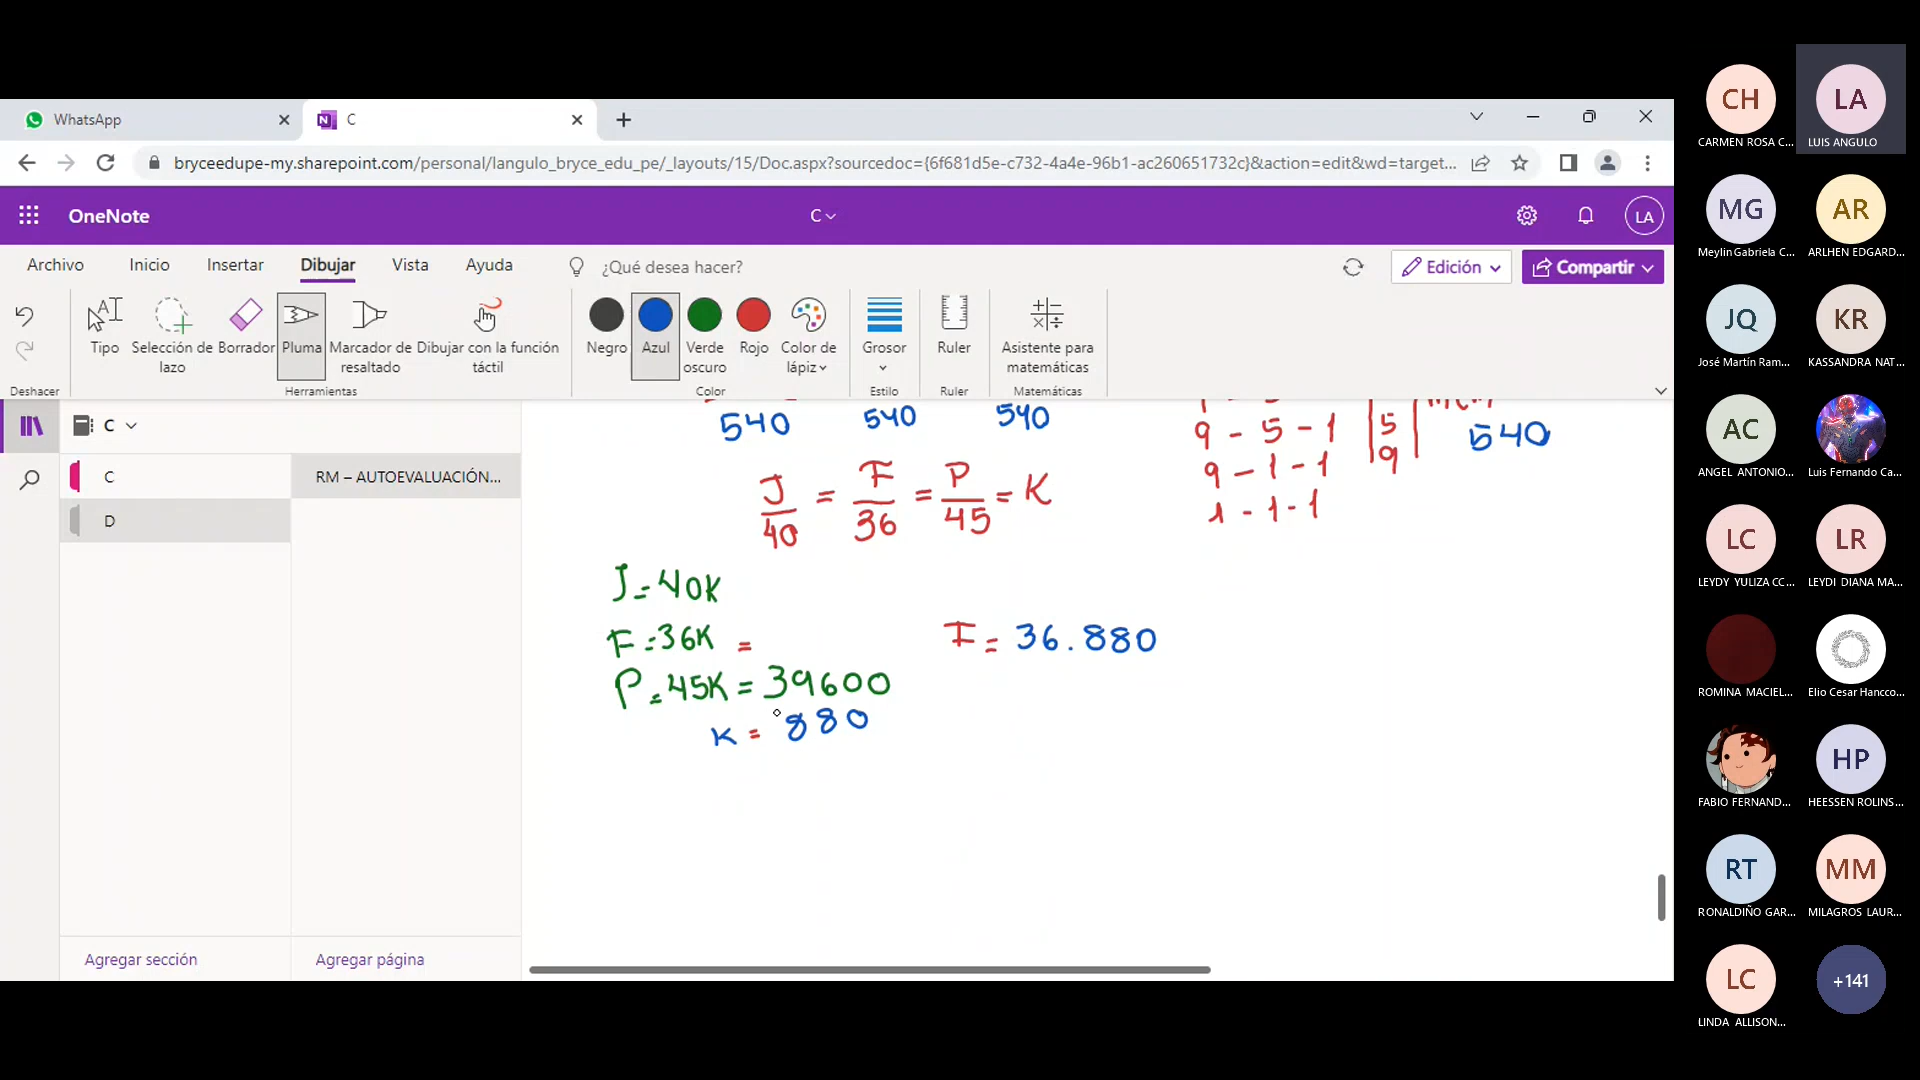 WhatsApp
C
bryceedupe-my.sharepoint.com/personal/langulo_bryce_edu_pe/_layouts/15/Doc.aspx?sourcedoc={6f681d5e-c732-4a4e-96b1-ac260651732c}&action=edit&wd=target...
OneNote
C
LA
Archivo Inicio Insertar Dibujar Vista Ayuda ¿Qué desea hacer? Edición Compartir
Tipo Selección de lazo Borrador Pluma Marcador de resaltado Dibujar con la función táctil Negro Azul Verde oscuro Rojo Color de lápiz Grosor Ruler Asistente para matemáticas
Deshacer Herramientas Color Estilo Ruler Matemáticas
C
C
D
RM – AUTOEVALUACIÓN...
Agregar sección
Agregar página
540 540 540
9 - 5 - 1 | 5 | 540
9 - 1 - 1 | 9
1 - 1 - 1
J/40 = F/36 = P/45 = K
J = 40K
F = 36K =
F = 36.880
P = 45K = 39600
K = 880
CH
CARMEN ROSA C...
LA
LUIS ANGULO
MG
Meylin Gabriela C...
AR
ARLHEN EDGARD...
JQ
José Martín Ram...
KR
KASSANDRA NAT...
AC
ANGEL ANTONIO...
Luis Fernando Ca...
LC
LEYDY YULIZA CC...
LR
LEYDI DIANA MA...
ROMINA MACIEL...
Elio Cesar Hancco...
FABIO FERNAND...
HP
HEESSEN ROLINS...
RT
RONALDIÑO GAR...
MM
MILAGROS LAUR...
LC
LINDA ALLISON...
+141